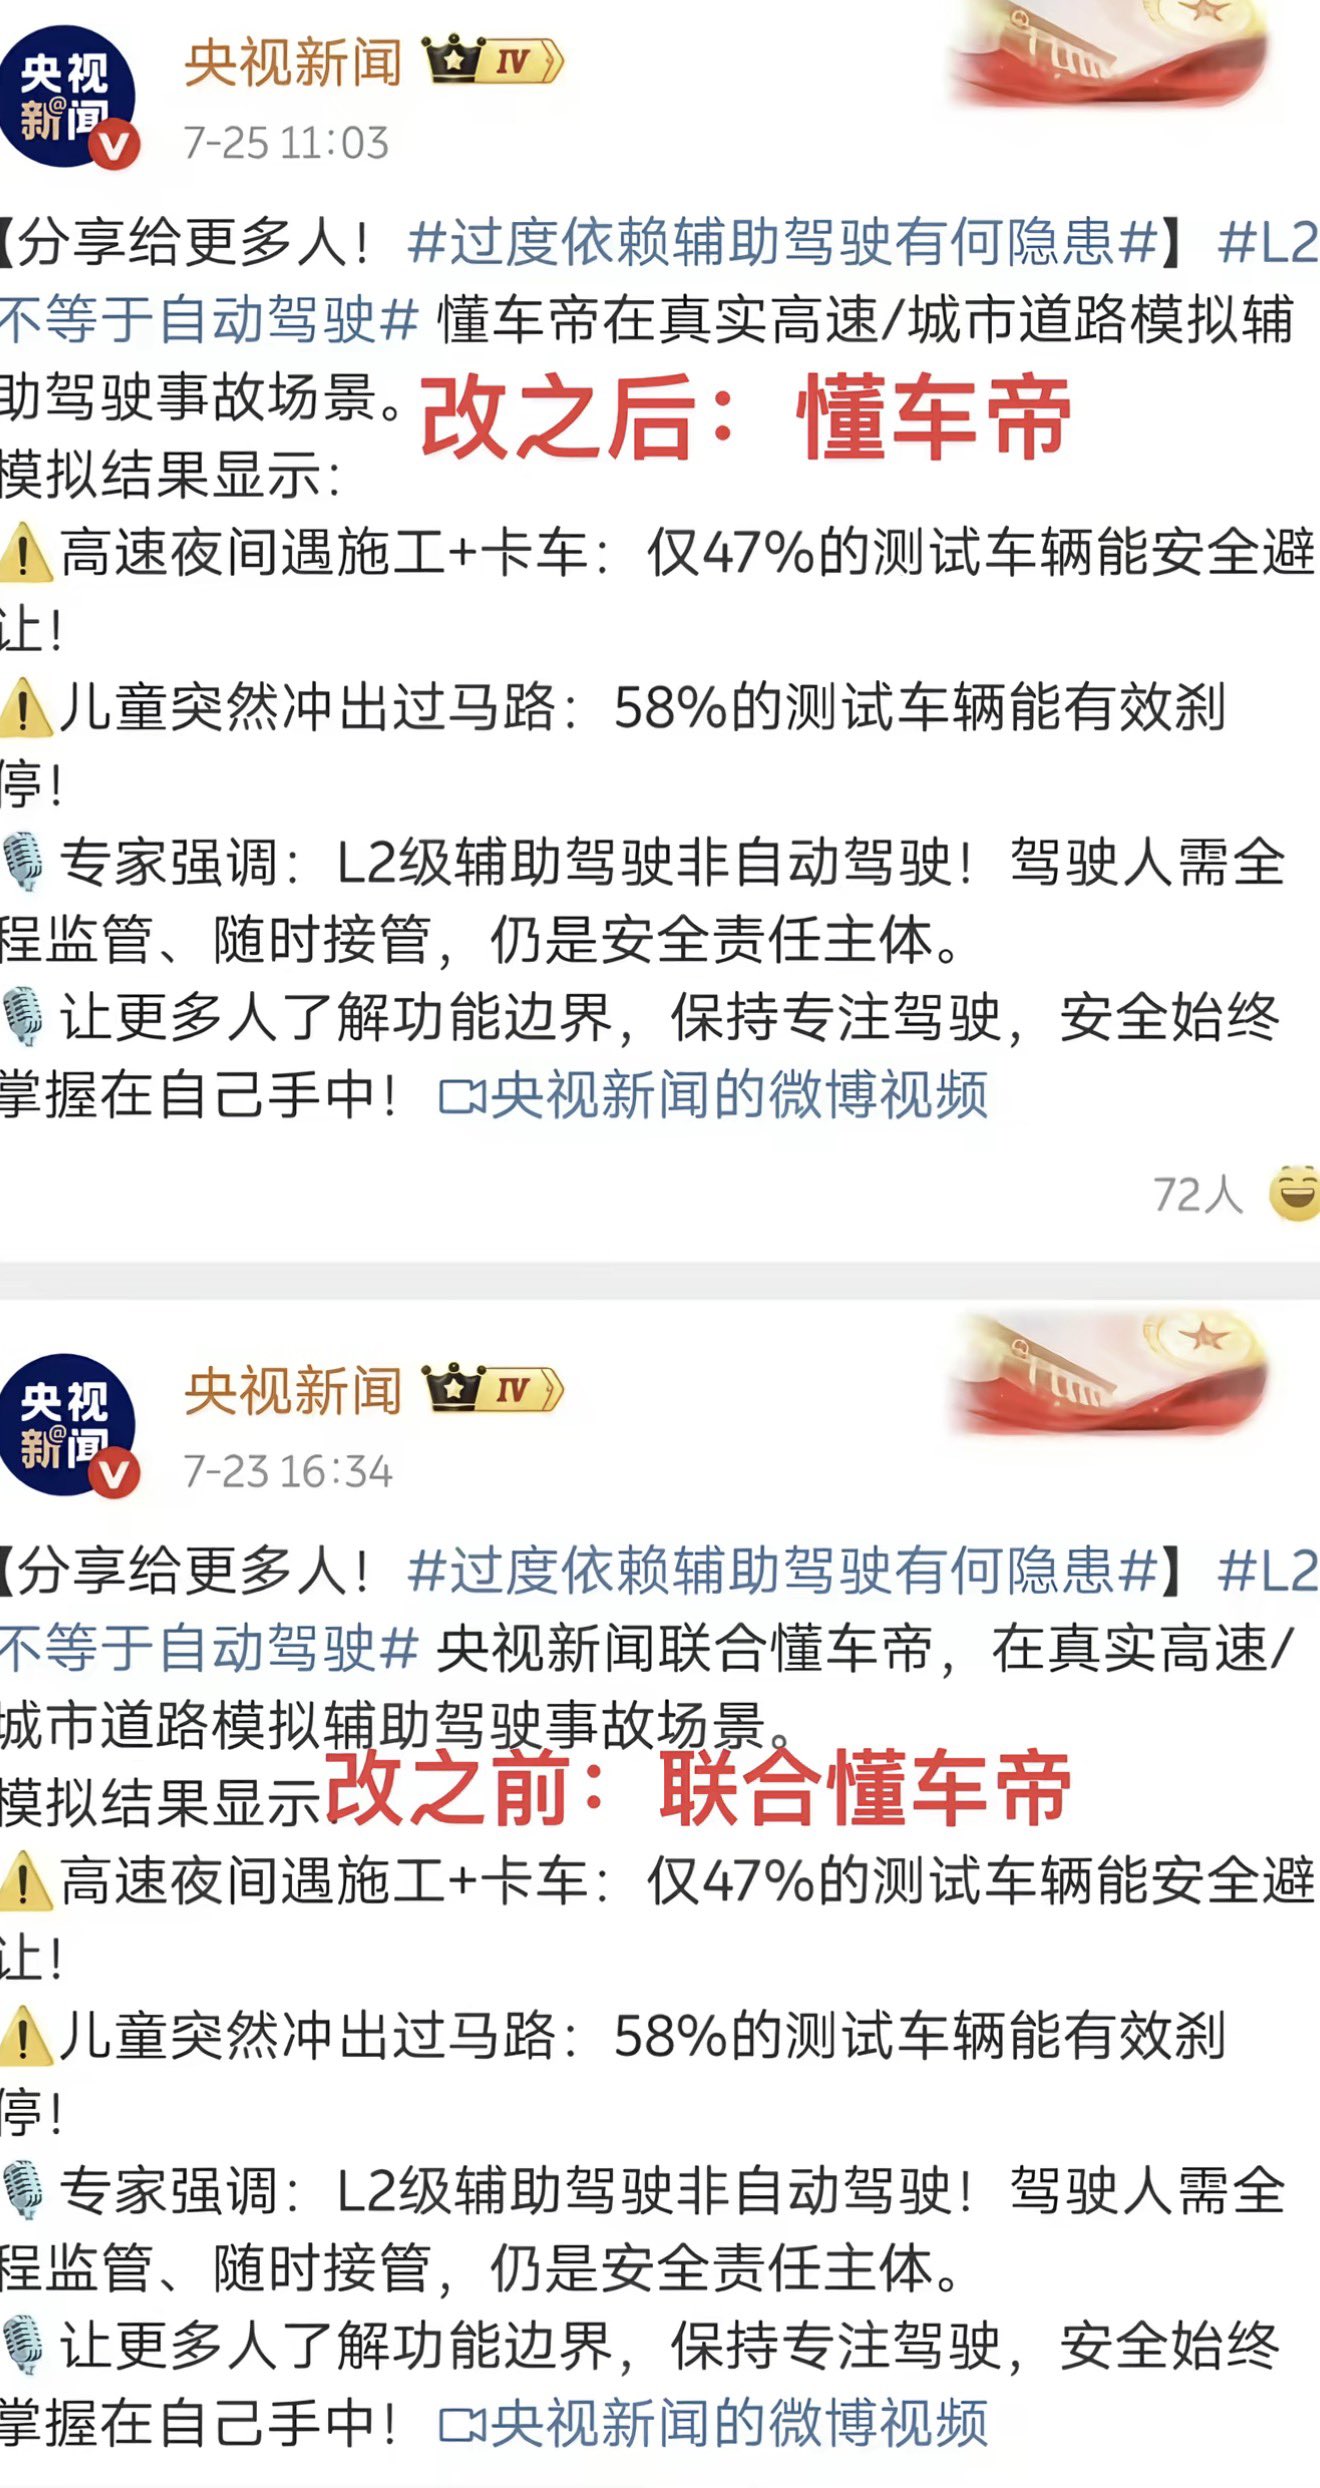 央视
新@闻
V
央视新闻 IV
7-25 11:03
【分享给更多人！#过度依赖辅助驾驶有何隐患#】#L2
不等于自动驾驶# 懂车帝在真实高速/城市道路模拟辅
助驾驶事故场景。
改之后：懂车帝
模拟结果显示：
⚠️高速夜间遇施工+卡车：仅47%的测试车辆能安全避
让！
⚠️儿童突然冲出过马路：58%的测试车辆能有效刹
停！
🎙️专家强调：L2级辅助驾驶非自动驾驶！驾驶人需全
程监管、随时接管，仍是安全责任主体。
🎙️让更多人了解功能边界，保持专注驾驶，安全始终
掌握在自己手中！央视新闻的微博视频
72人
央视
新@闻
V
央视新闻 IV
7-23 16:34
【分享给更多人！#过度依赖辅助驾驶有何隐患#】#L2
不等于自动驾驶# 央视新闻联合懂车帝，在真实高速/
城市道路模拟辅助驾驶事故场景。
改之前：联合懂车帝
模拟结果显示：
⚠️高速夜间遇施工+卡车：仅47%的测试车辆能安全避
让！
⚠️儿童突然冲出过马路：58%的测试车辆能有效刹
停！
🎙️专家强调：L2级辅助驾驶非自动驾驶！驾驶人需全
程监管、随时接管，仍是安全责任主体。
🎙️让更多人了解功能边界，保持专注驾驶，安全始终
掌握在自己手中！央视新闻的微博视频